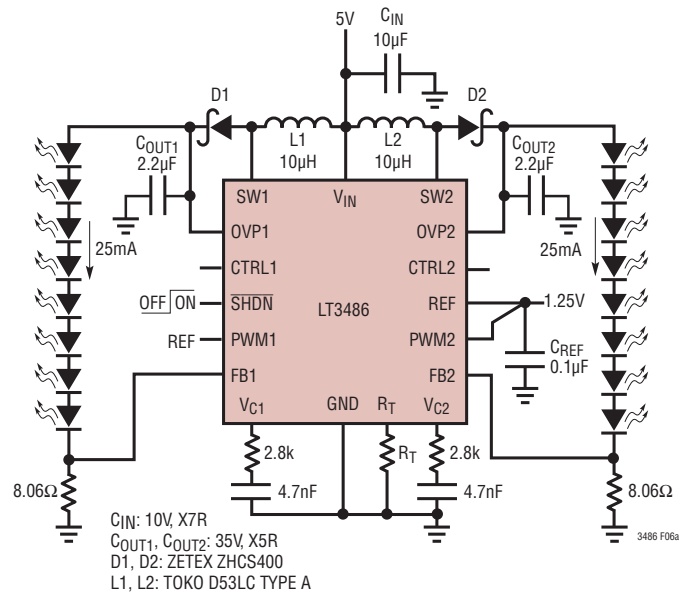 5V
CIN
10µF
D1
D2
L1
10µH
L2
10µH
COUT1
2.2µF
COUT2
2.2µF
SW1
VIN
SW2
OVP1
OVP2
25mA
25mA
CTRL1
CTRL2
OFF ON
SHDN
LT3486
REF
1.25V
REF
PWM1
PWM2
CREF
0.1µF
FB1
FB2
VC1
GND
RT
VC2
2.8k
RT
2.8k
4.7nF
4.7nF
8.06Ω
8.06Ω
3486 F06a
CIN: 10V, X7R
COUT1, COUT2: 35V, X5R
D1, D2: ZETEX ZHCS400
L1, L2: TOKO D53LC TYPE A